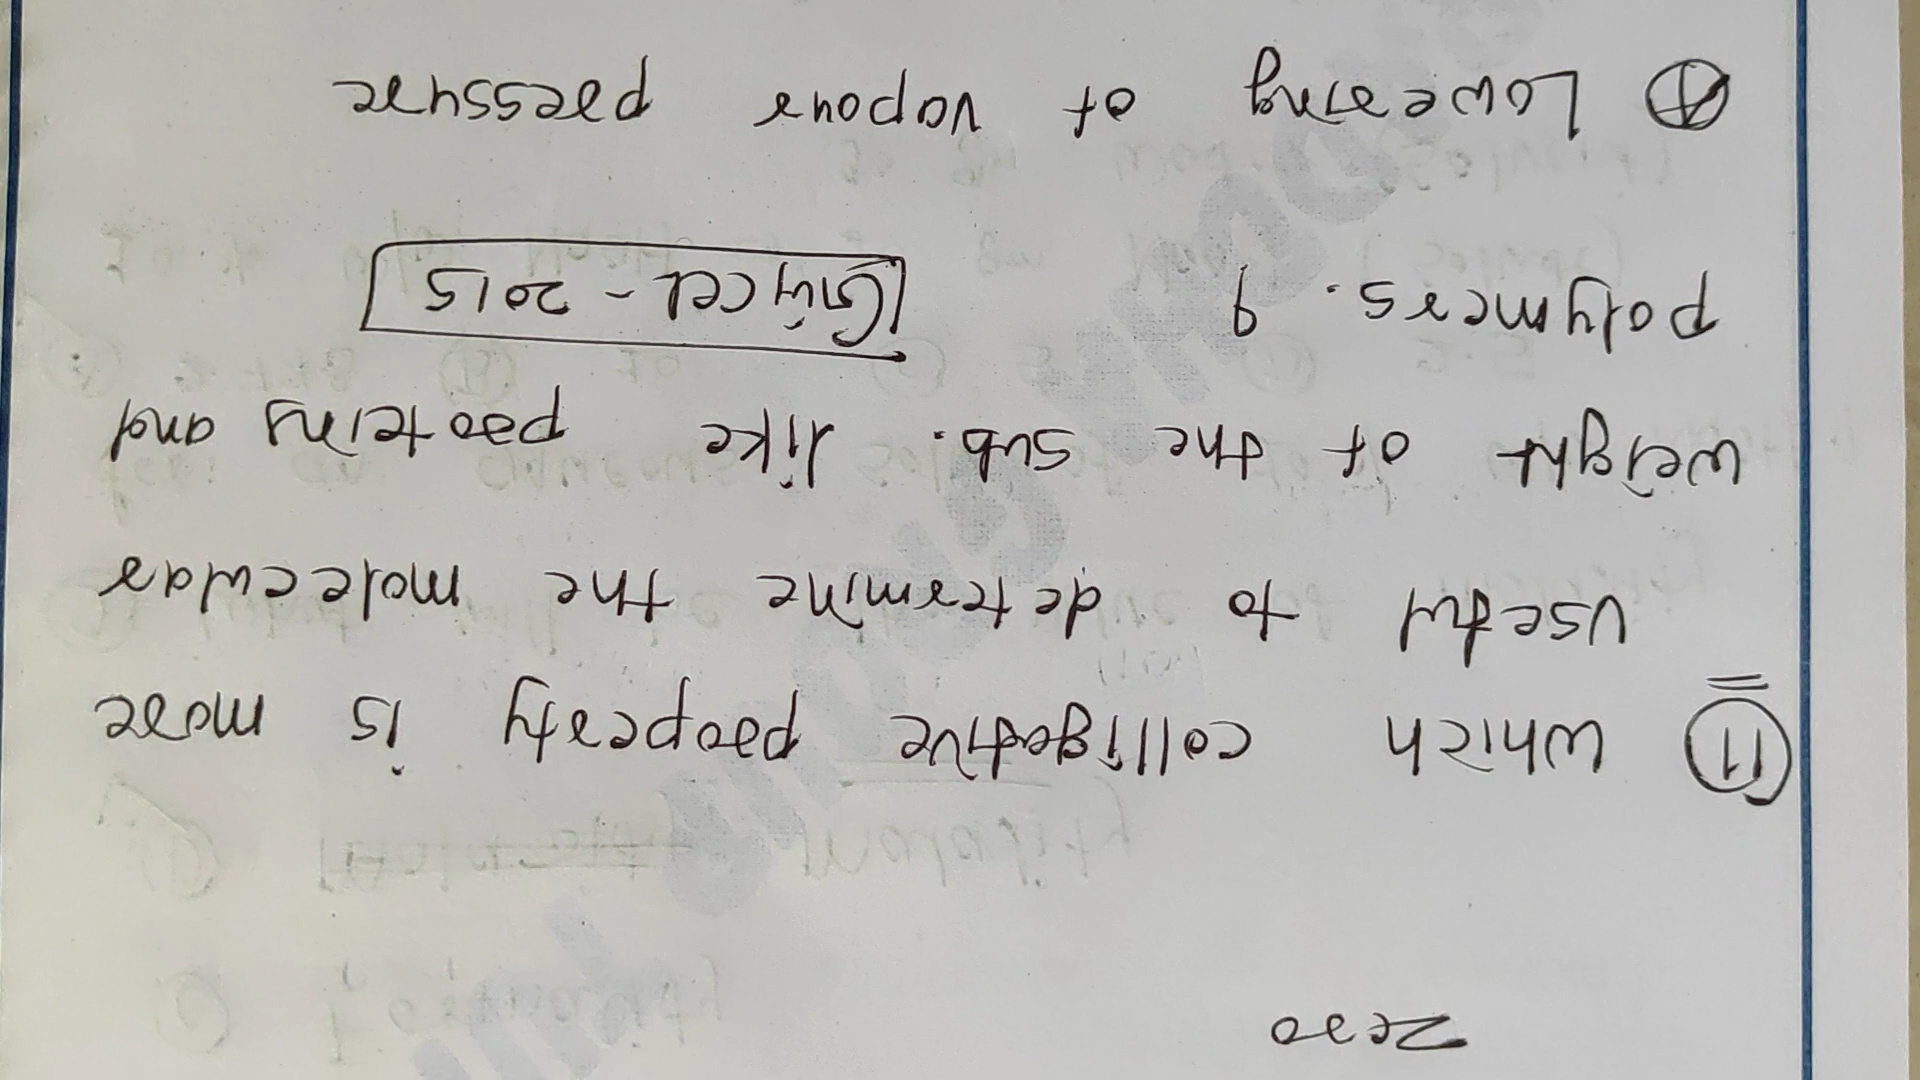 zero
(11) which colligative property is more
useful to determine the molecular
weight of the sub. like proteins and
polymers. ? [Gujcet - 2015]
(A) Lowering of vapour pressure